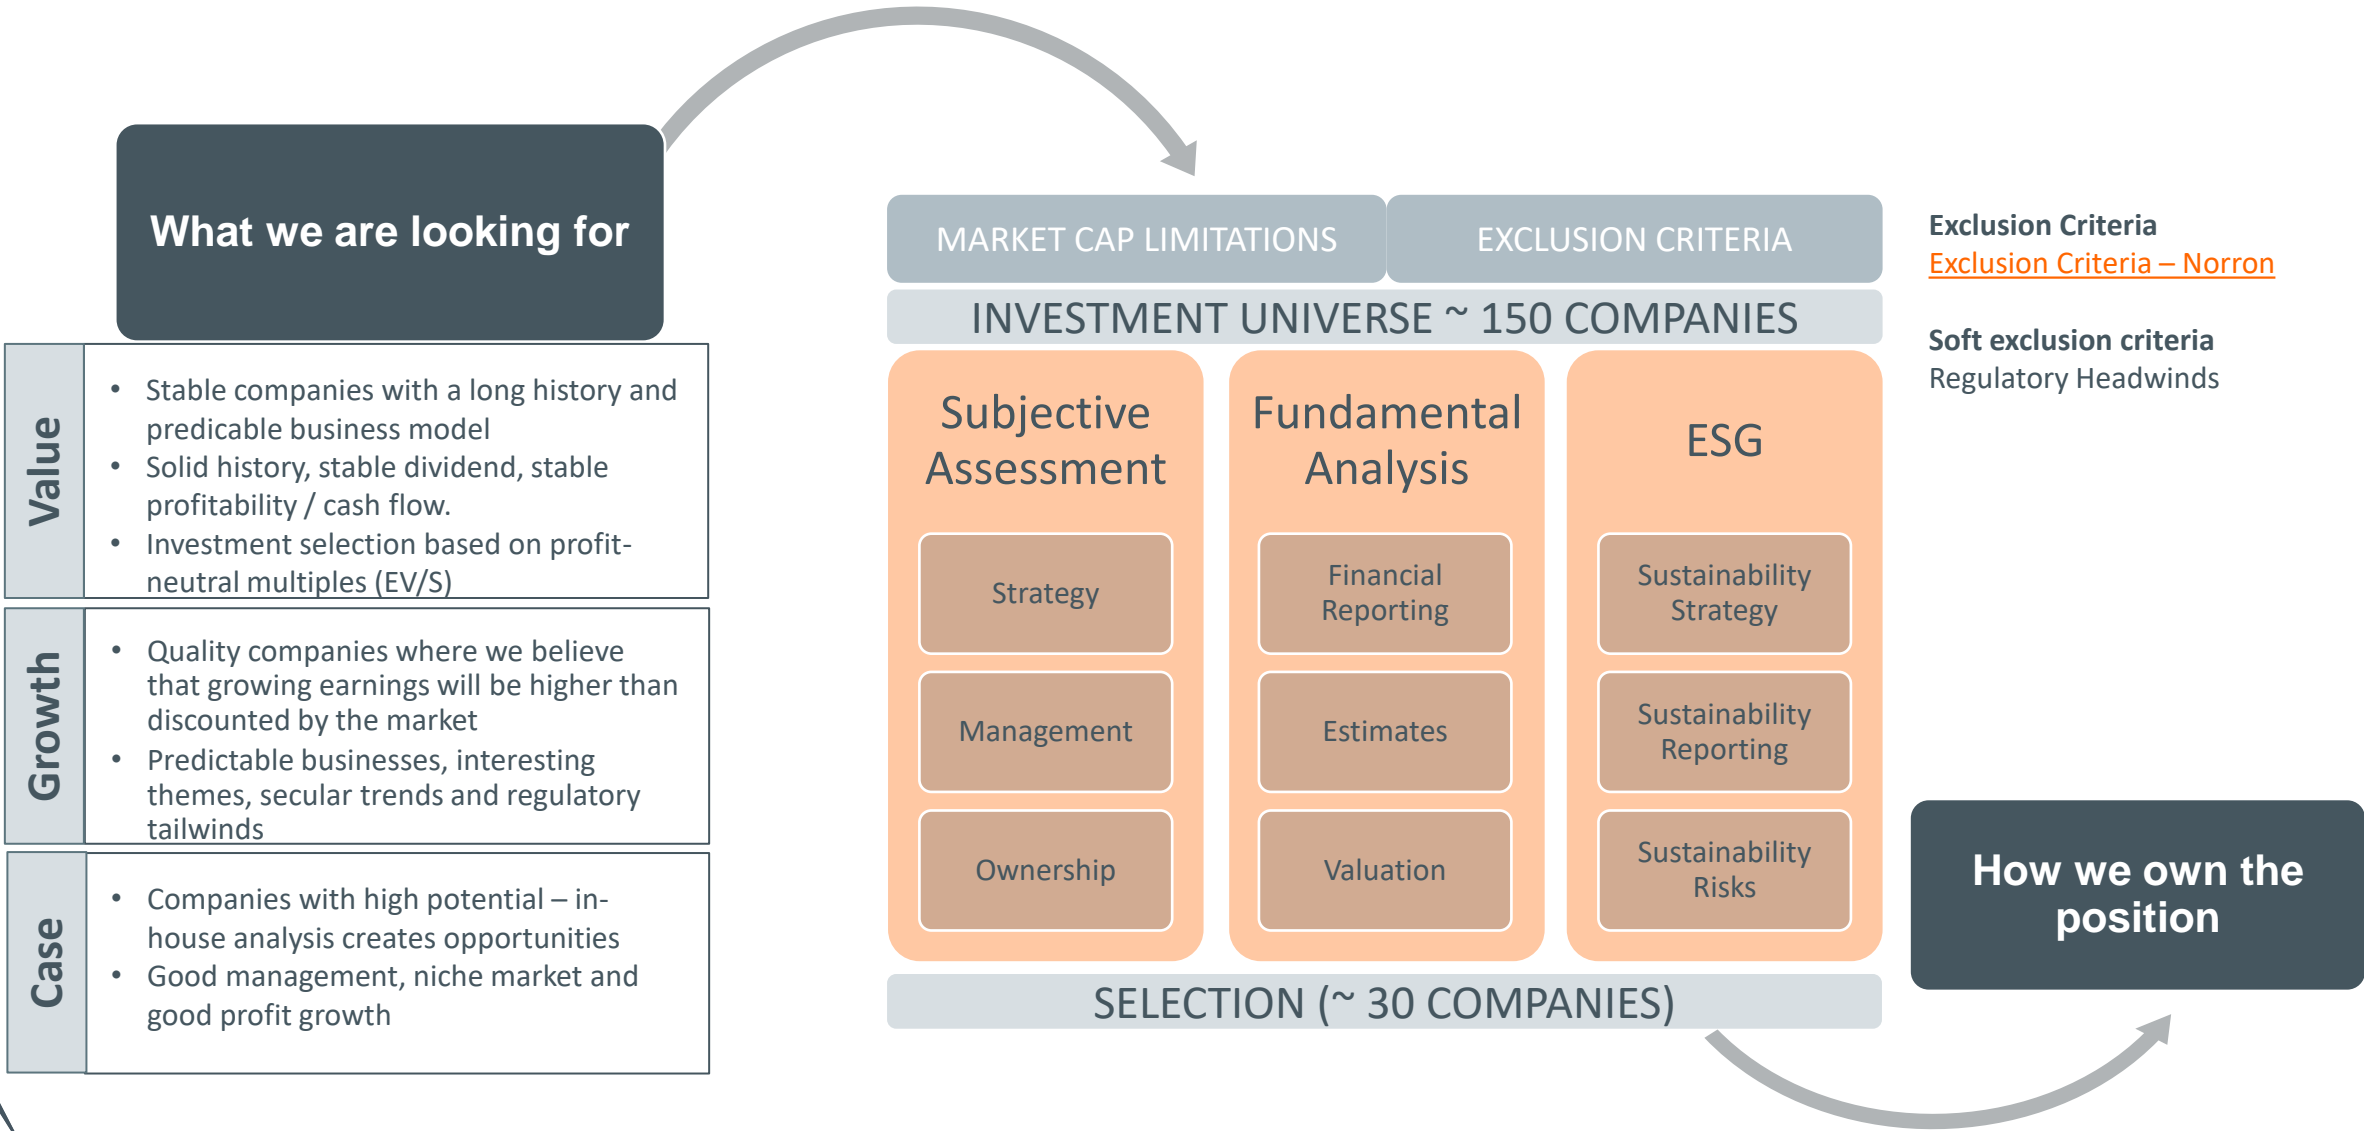 What we are looking for
Value
• Stable companies with a long history and
predicable business model
• Solid history, stable dividend, stable
profitability / cash flow.
• Investment selection based on profit-
neutral multiples (EV/S)
Growth
• Quality companies where we believe
that growing earnings will be higher than
discounted by the market
• Predictable businesses, interesting
themes, secular trends and regulatory
tailwinds
Case
• Companies with high potential – in-
house analysis creates opportunities
• Good management, niche market and
good profit growth
MARKET CAP LIMITATIONS
EXCLUSION CRITERIA
INVESTMENT UNIVERSE ~ 150 COMPANIES
Subjective
Assessment
Strategy
Management
Ownership
Fundamental
Analysis
Financial
Reporting
Estimates
Valuation
ESG
Sustainability
Strategy
Sustainability
Reporting
Sustainability
Risks
SELECTION (~ 30 COMPANIES)
Exclusion Criteria
Exclusion Criteria – Norron
Soft exclusion criteria
Regulatory Headwinds
How we own the
position